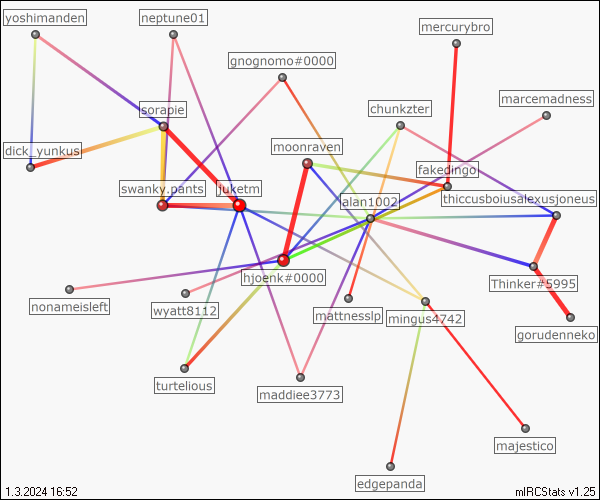 yoshimanden
neptune01
mercurybro
gnognomo#0000
marcemadness
chunkzter
sorapie
moonraven
dick_yunkus
fakedingo
swanky.pants
juketm
alan1002
thiccusboiusalexusjoneus
hjoenk#0000
Thinker#5995
nonameisleft
wyatt8112
mattnesslp
mingus4742
gorudenneko
turtelious
maddiee3773
majestico
edgepanda
1.3.2024 16:52
mIRCStats v1.25